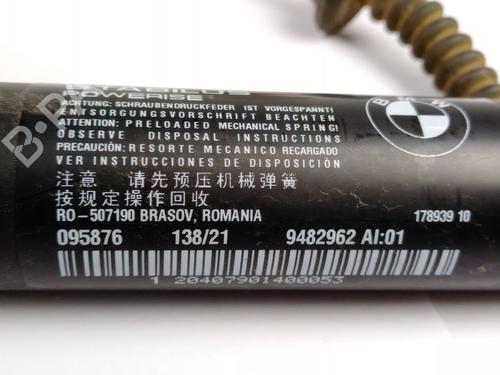 STABILUS
POWERISE
ACHTUNG: SCHRAUBENDRUCKFEDER IST VORGESPANNT!
ENTSORGUNGSVORSCHRIFT BEACHTEN
ATTENTION: PRELOADED MECHANICAL SPRING!
OBSERVE DISPOSAL INSTRUCTIONS
PRECAUCIÓN: RESORTE MECANICO RECARGADO
VER INSTRUCCIONES DE DISPOSICIÓN
注意 请先预压机械弹簧
按规定操作回收
RO-507190 BRASOV, ROMANIA 178939 10
095876 138/21 9482962 AI:01
1 20407901400053
BMW